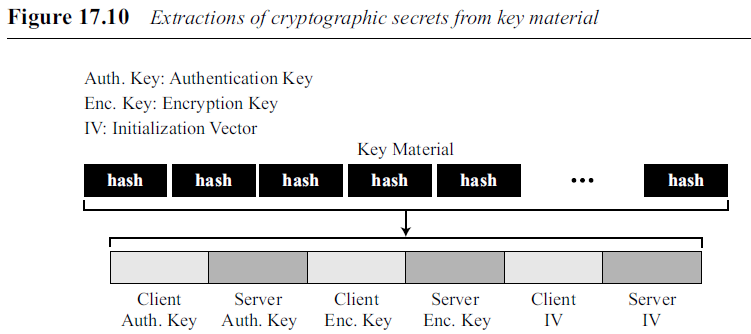 Figure 17.10 Extractions of cryptographic secrets from key material
Auth. Key: Authentication Key
Enc. Key: Encryption Key
IV: Initialization Vector
Key Material
hash hash hash hash hash ••• hash
Client Server Client Server Client Server
Auth. Key Auth. Key Enc. Key Enc. Key IV IV